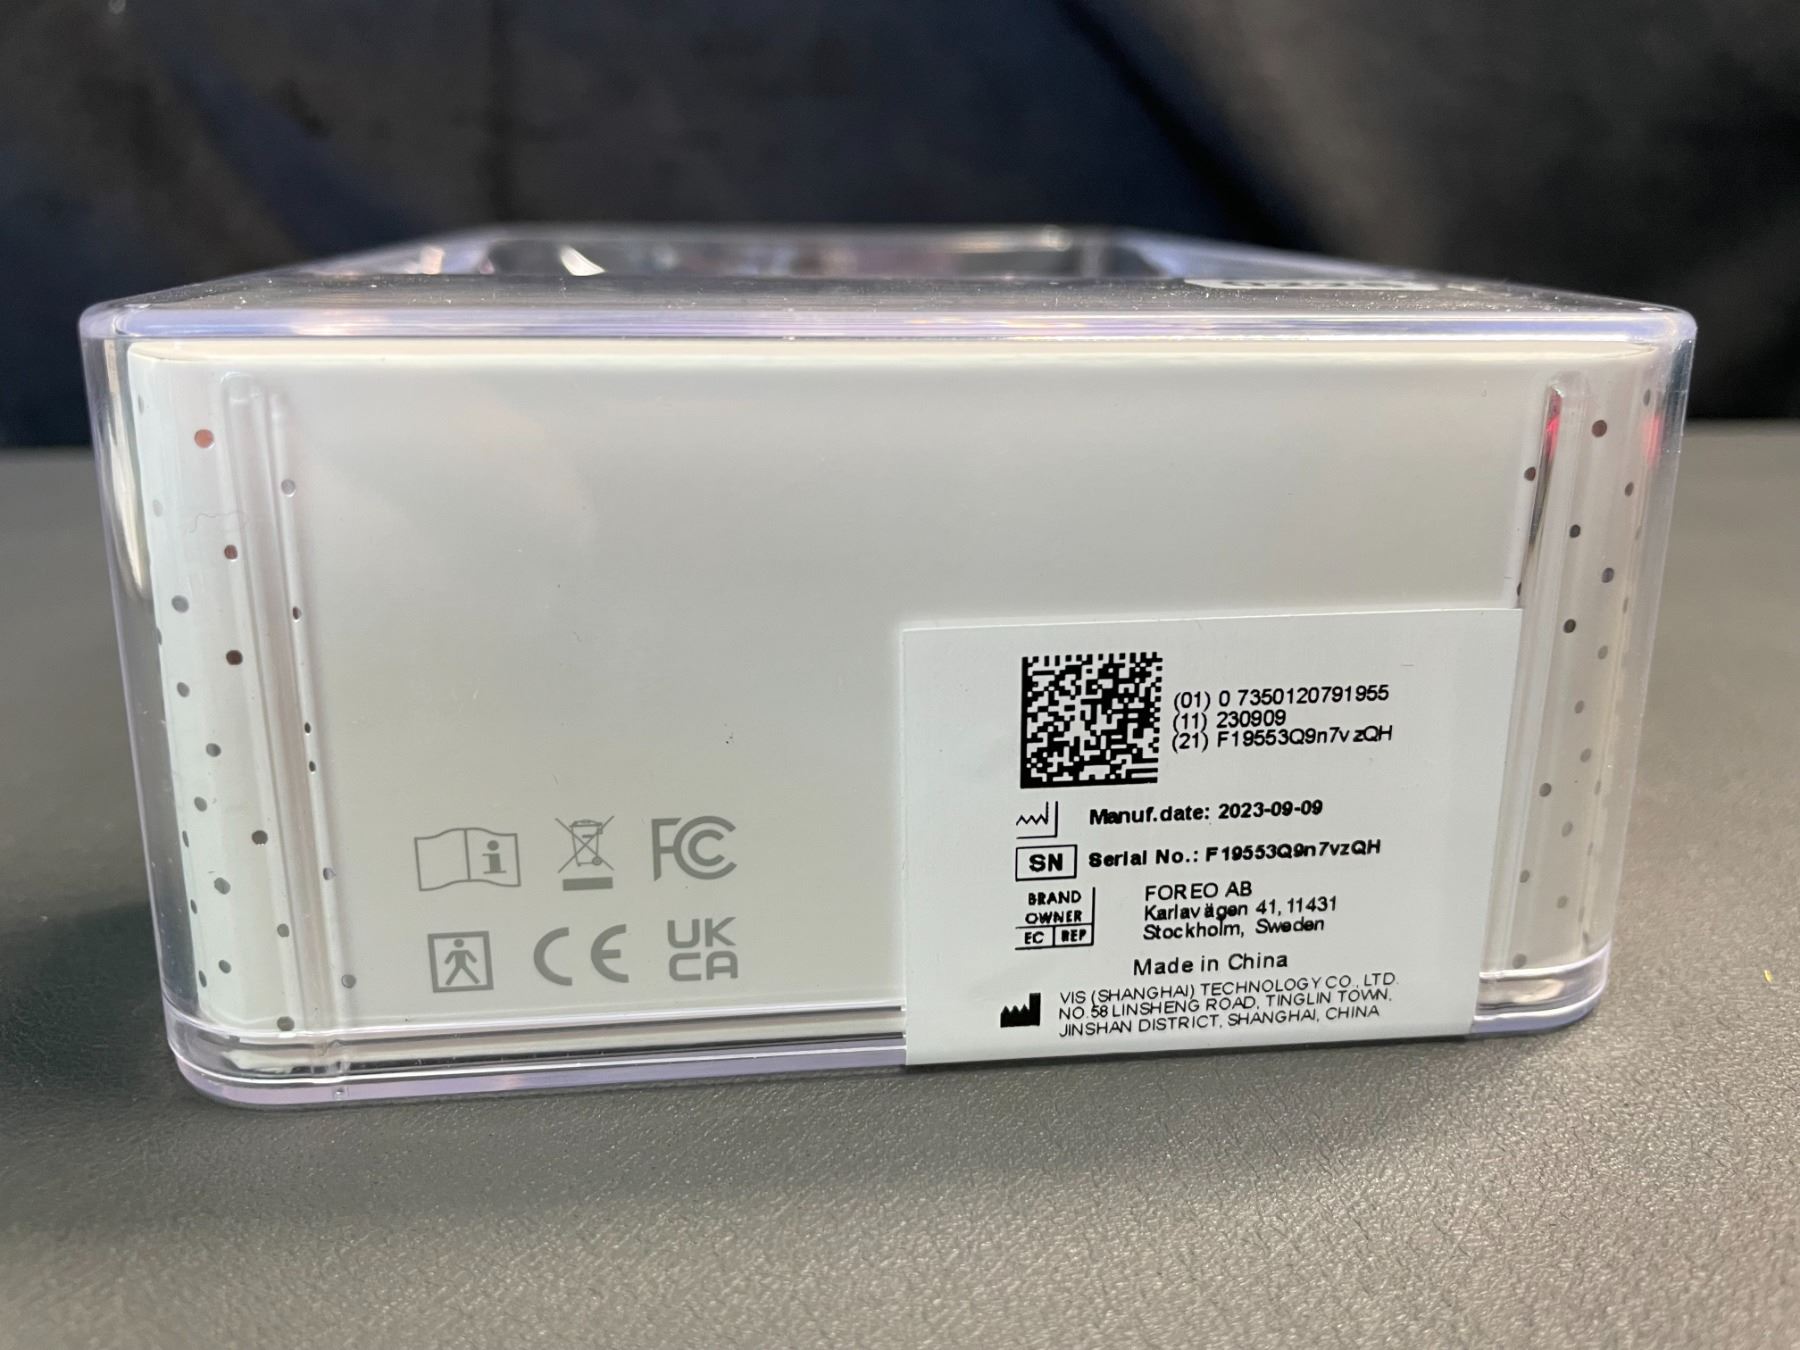 (01) 0 7350120791955
(11) 230909
(21) F19553Q9n7vzQH
Manuf.date: 2023-09-09
SN Serial No.: F19553Q9n7vzQH
BRAND
OWNER
EC REP
FOREO AB
Karlavägen 41, 11431
Stockholm, Sweden
Made in China
VIS (SHANGHAI) TECHNOLOGY CO., LTD.
NO.58 LINSHENG ROAD, TINGLIN TOWN,
JINSHAN DISTRICT, SHANGHAI, CHINA
i FC
CE UK
CA